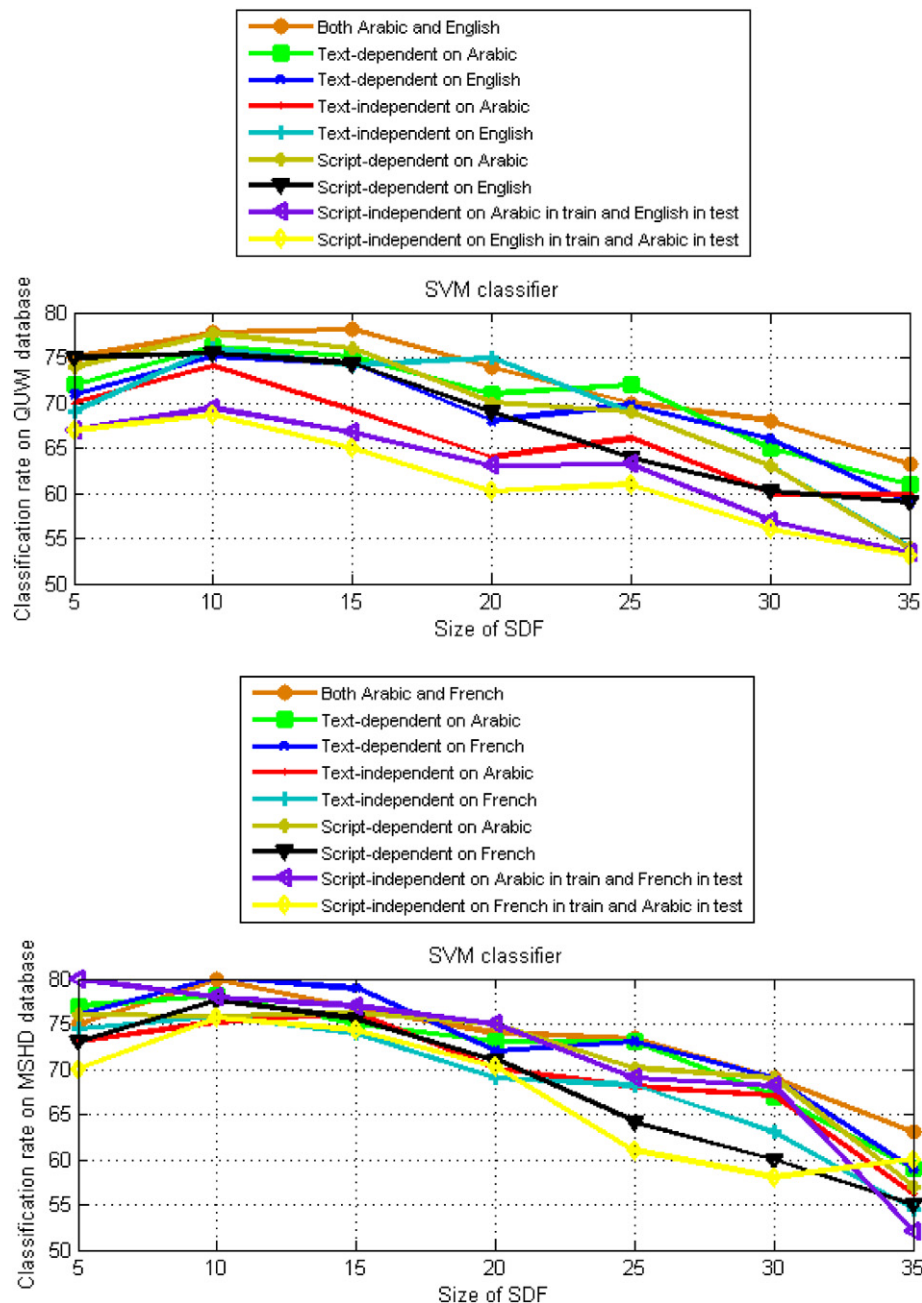 Both Arabic and English
Text-dependent on Arabic
Text-dependent on English
Text-independent on Arabic
Text-independent on English
Script-dependent on Arabic
Script-dependent on English
Script-independent on Arabic in train and English in test
Script-independent on English in train and Arabic in test
SVM classifier
Classification rate on QUWI database
80
75
70
65
60
55
50
5 10 15 20 25 30 35
Size of SDF
Both Arabic and French
Text-dependent on Arabic
Text-dependent on French
Text-independent on Arabic
Text-independent on French
Script-dependent on Arabic
Script-dependent on French
Script-independent on Arabic in train and French in test
Script-independent on French in train and Arabic in test
SVM classifier
Classification rate on MSHD database
80
75
70
65
60
55
50
5 10 15 20 25 30 35
Size of SDF